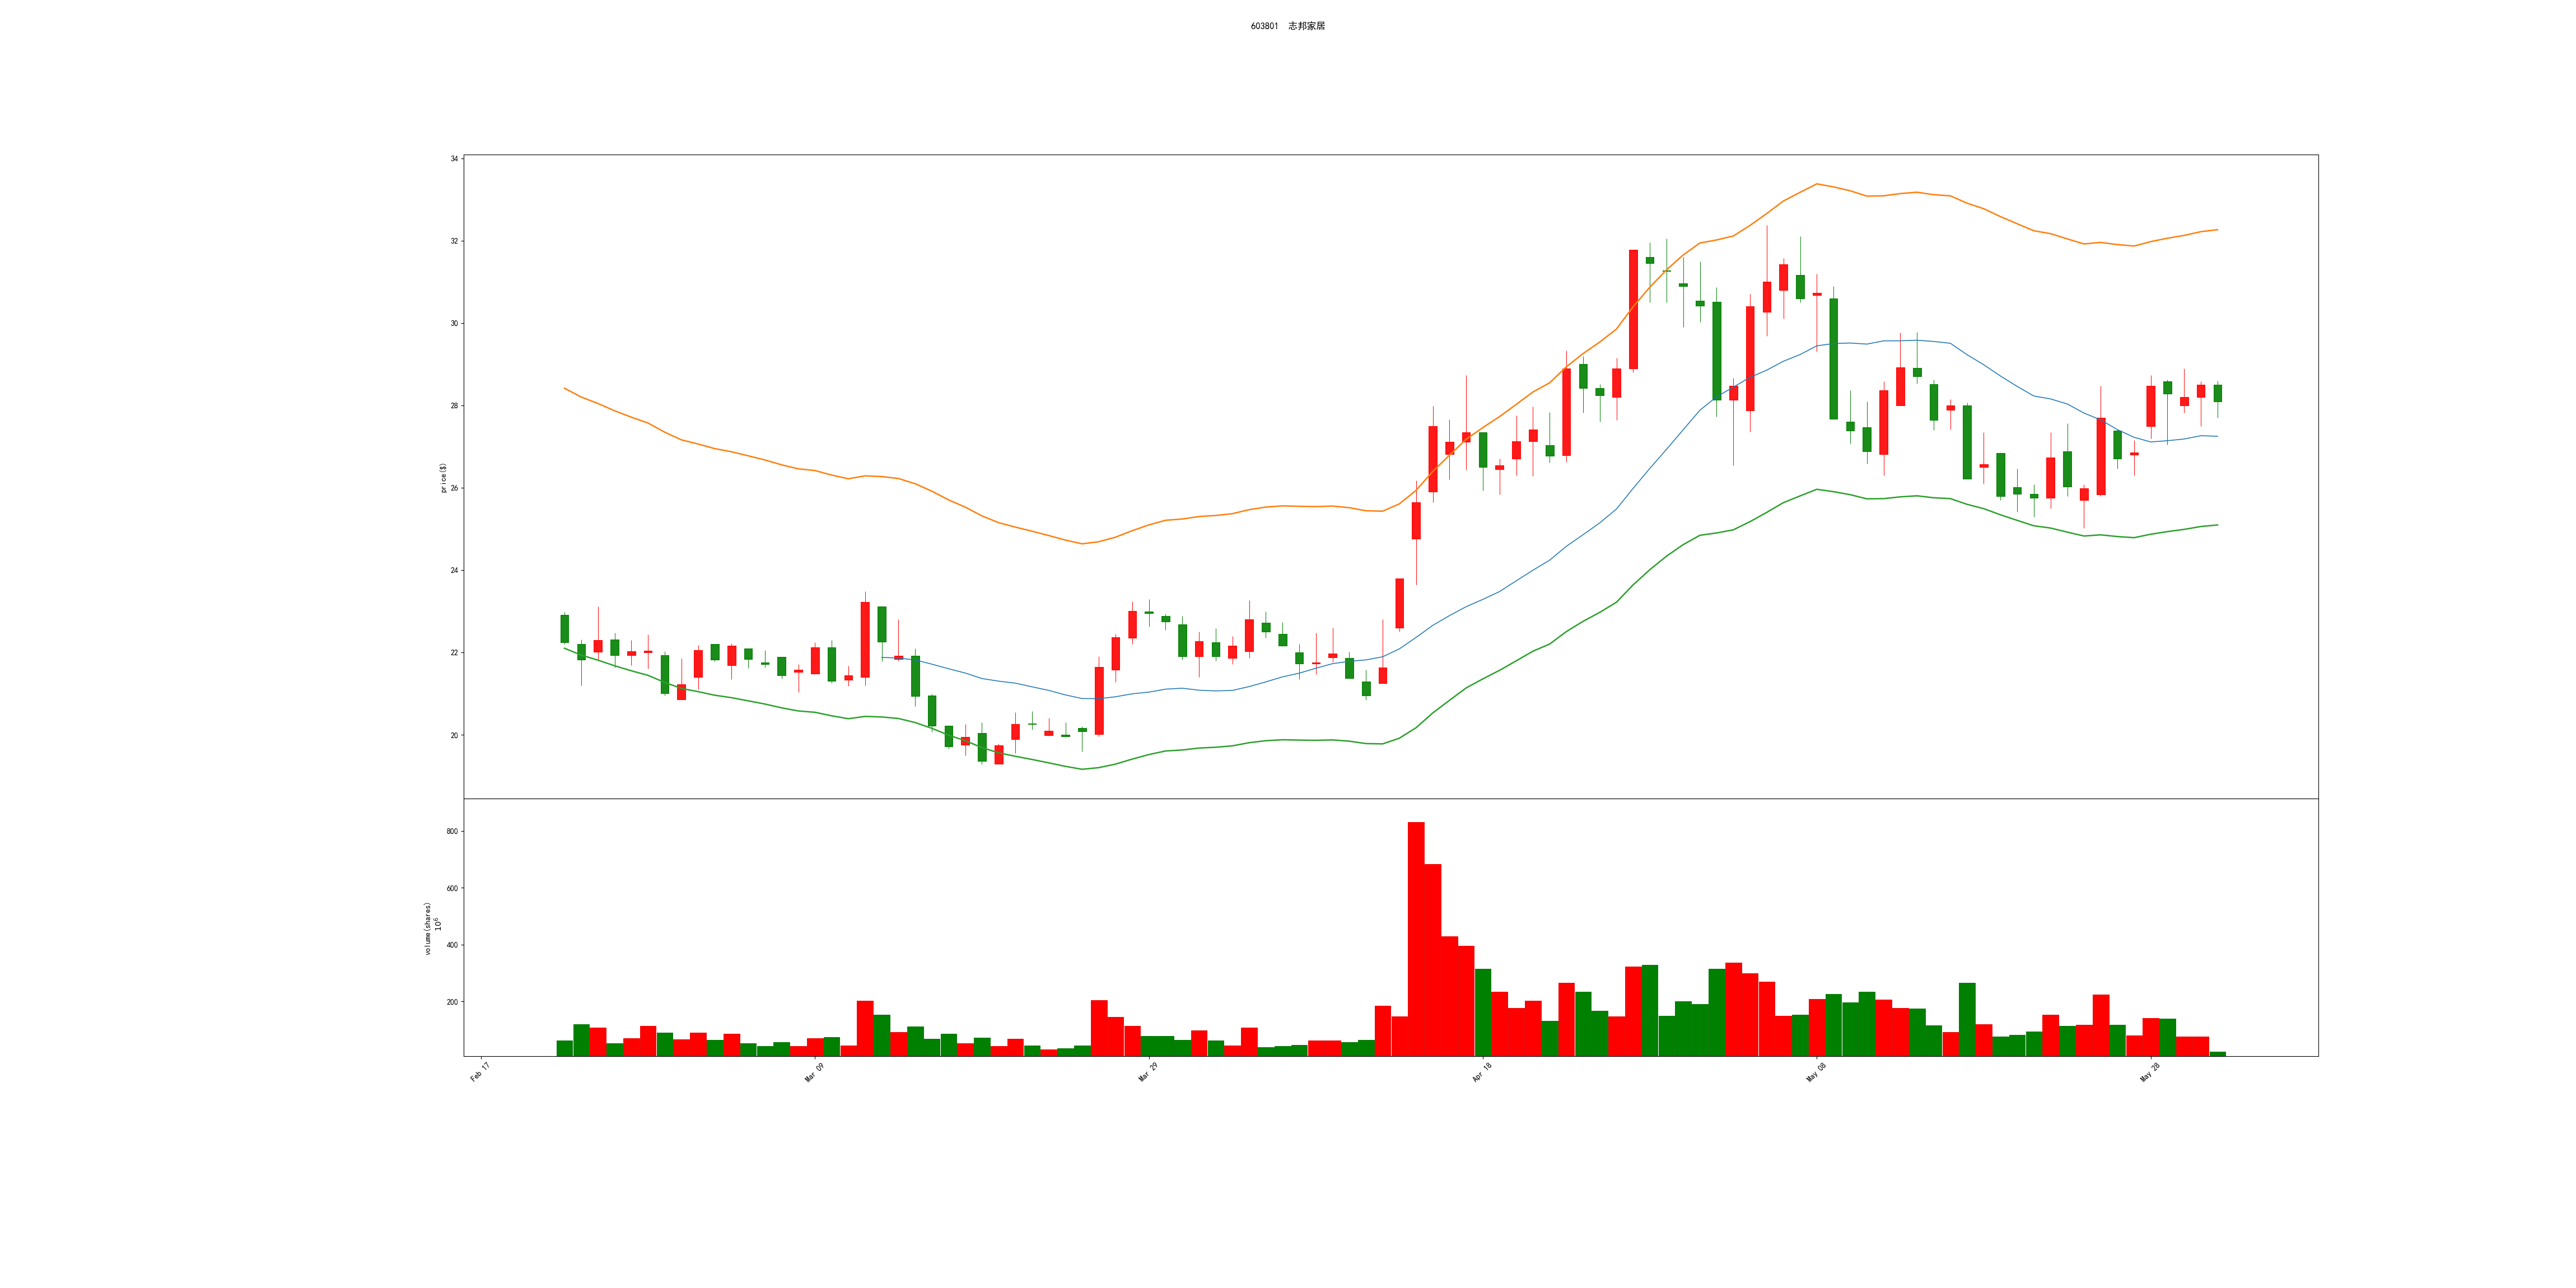 603801 志邦家居
34
32
30
28
26
24
22
20
price($)
800
600
400
200
volume(shares)
10^6
Feb 17
Mar 09
Mar 29
Apr 18
May 08
May 28